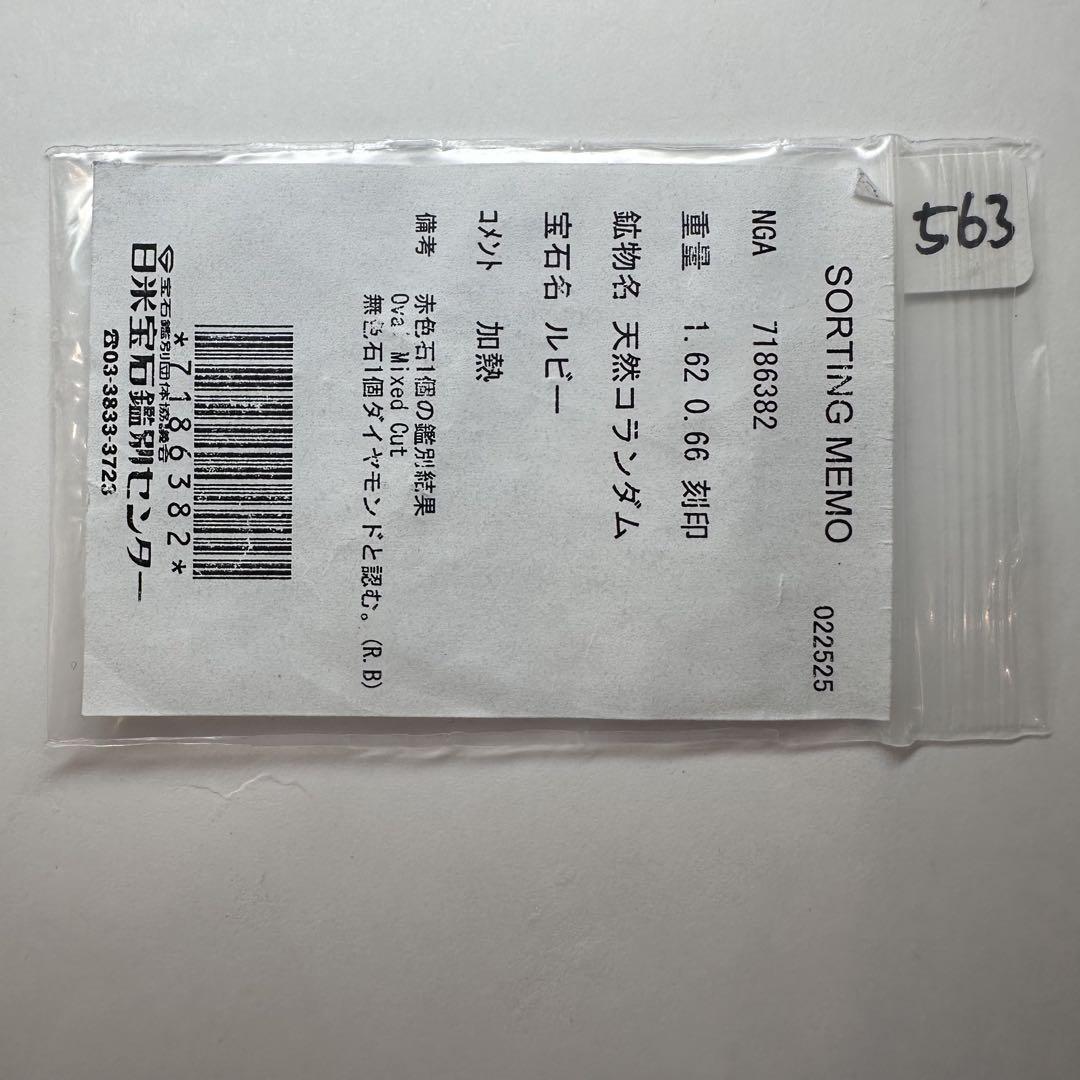 563
SORTING MEMO 022525
NGA 7186382
重量 1.62 0.66 刻印
鉱物名 天然コランダム
宝石名 ルビー
コメント 加熱
備考 赤色石1個の鑑別結果
Oval Mixed Cut
無色石1個ダイヤモンドと認む。(R.B)
*7186382*
宝石鑑別団体協議会
日米宝石鑑別センター
☎03-3833-3723